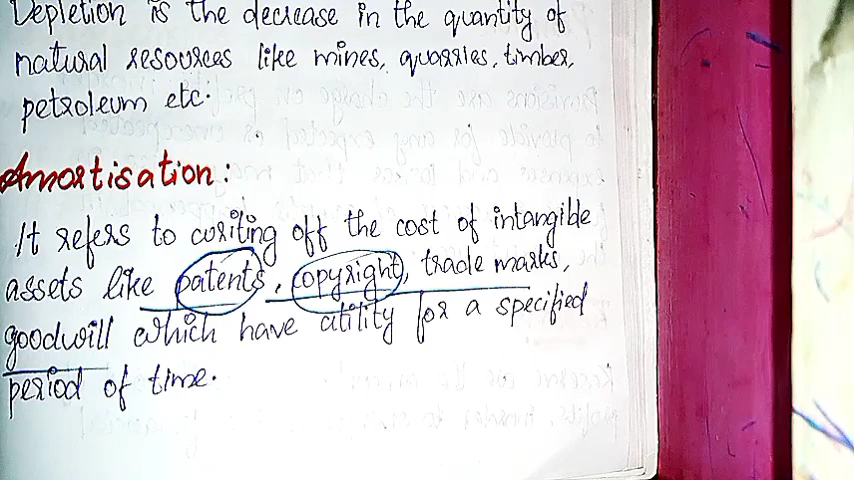 Depletion is the decrease in the quantity of
natural resources like mines, quarries, timber,
petroleum etc.
Amortisation:
It refers to writing off the cost of intangible
assets like patents, copyright, trade marks,
goodwill which have utility for a specified
period of time.